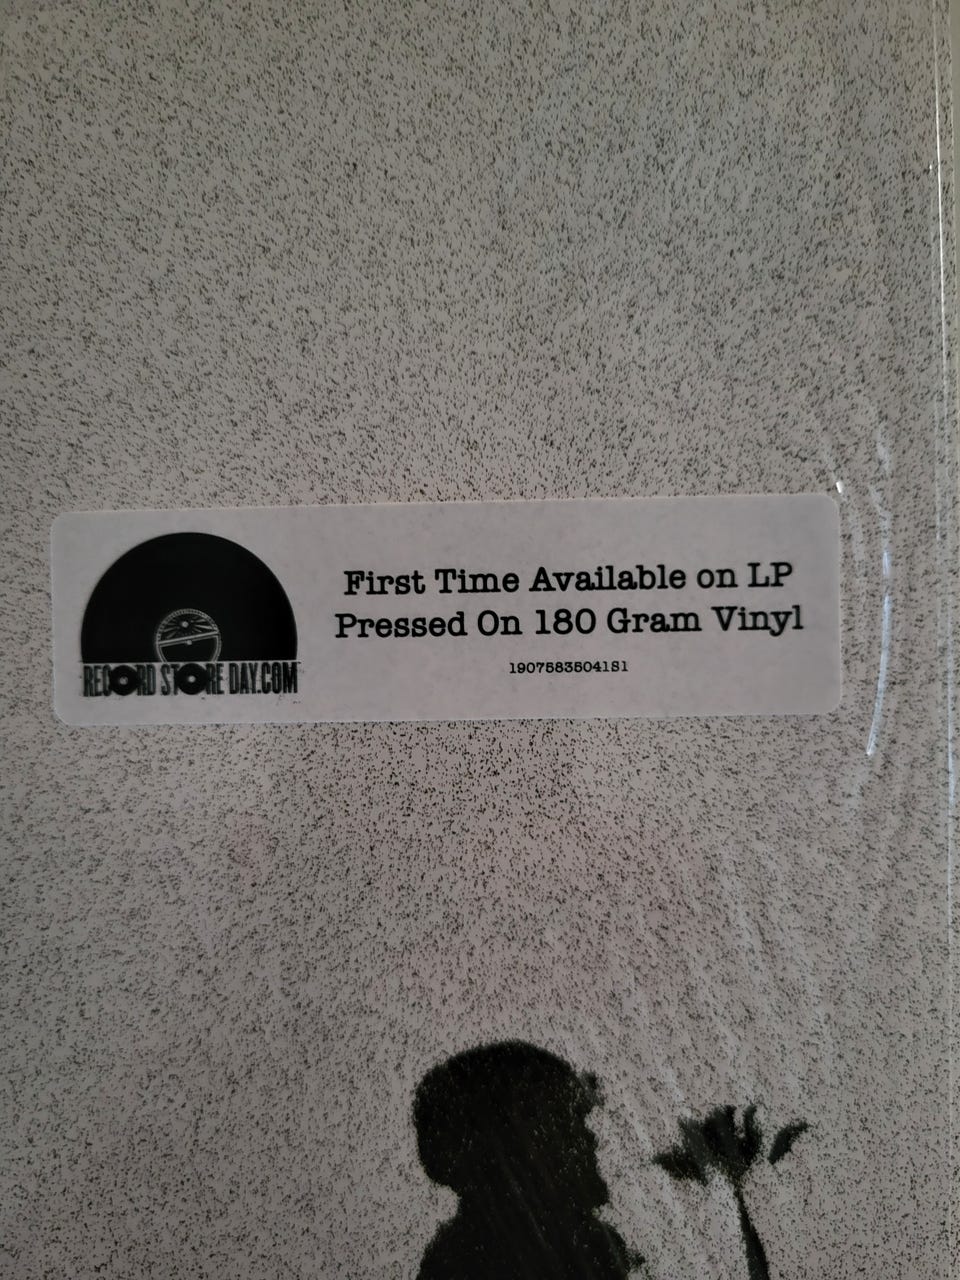 First Time Available on LP
Pressed On 180 Gram Vinyl
19075835041S1
RECORD STORE DAY.COM